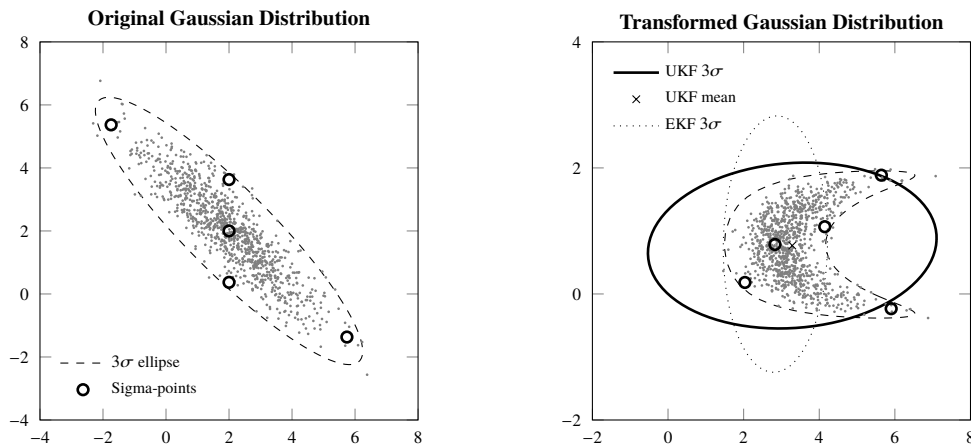 Original Gaussian Distribution
8
6
4
2
0
−2
−4
−4 −2 0 2 4 6 8
3σ ellipse
Sigma-points
Transformed Gaussian Distribution
4
2
0
−2
−2 0 2 4 6 8
UKF 3σ
UKF mean
EKF 3σ